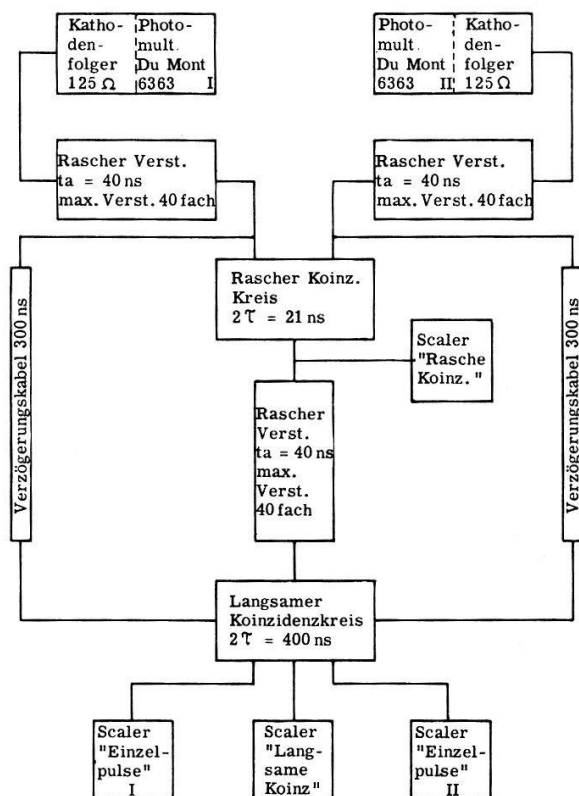 Katho-
den-
folger
125 Ω
Photo-
mult.
Du Mont
6363 I
Photo-
mult.
Du Mont
6363 II
Katho-
den-
folger
125 Ω
Rascher Verst.
ta = 40 ns
max. Verst. 40 fach
Rascher Verst.
ta = 40 ns
max. Verst. 40 fach
Verzögerungskabel 300 ns
Rascher Koinz.
Kreis
2τ = 21 ns
Scaler
"Rasche
Koinz."
Rascher
Verst.
ta = 40 ns
max.
Verst.
40 fach
Verzögerungskabel 300 ns
Langsamer
Koinzidenzkreis
2τ = 400 ns
Scaler
"Einzel-
pulse"
I
Scaler
"Lang-
same
Koinz"
Scaler
"Einzel-
pulse"
II